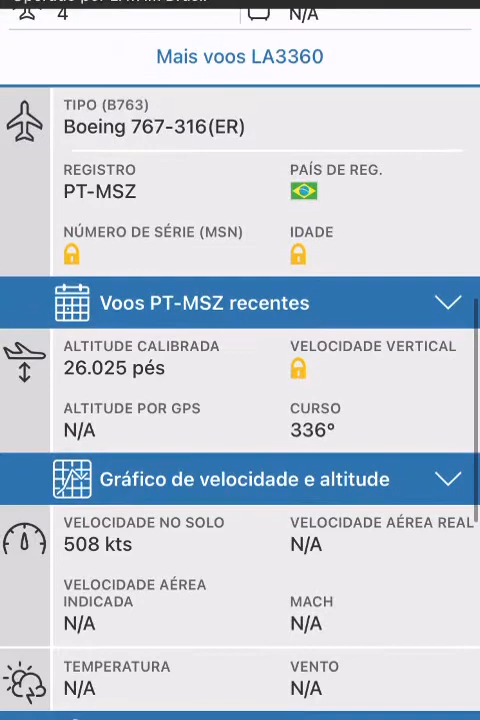 4 N/A
Mais voos LA3360
TIPO (B763)
Boeing 767-316(ER)
REGISTRO PAÍS DE REG.
PT-MSZ
NÚMERO DE SÉRIE (MSN) IDADE
Voos PT-MSZ recentes
ALTITUDE CALIBRADA VELOCIDADE VERTICAL
26.025 pés
ALTITUDE POR GPS CURSO
N/A 336°
Gráfico de velocidade e altitude
VELOCIDADE NO SOLO VELOCIDADE AÉREA REAL
508 kts N/A
VELOCIDADE AÉREA
INDICADA MACH
N/A N/A
TEMPERATURA VENTO
N/A N/A